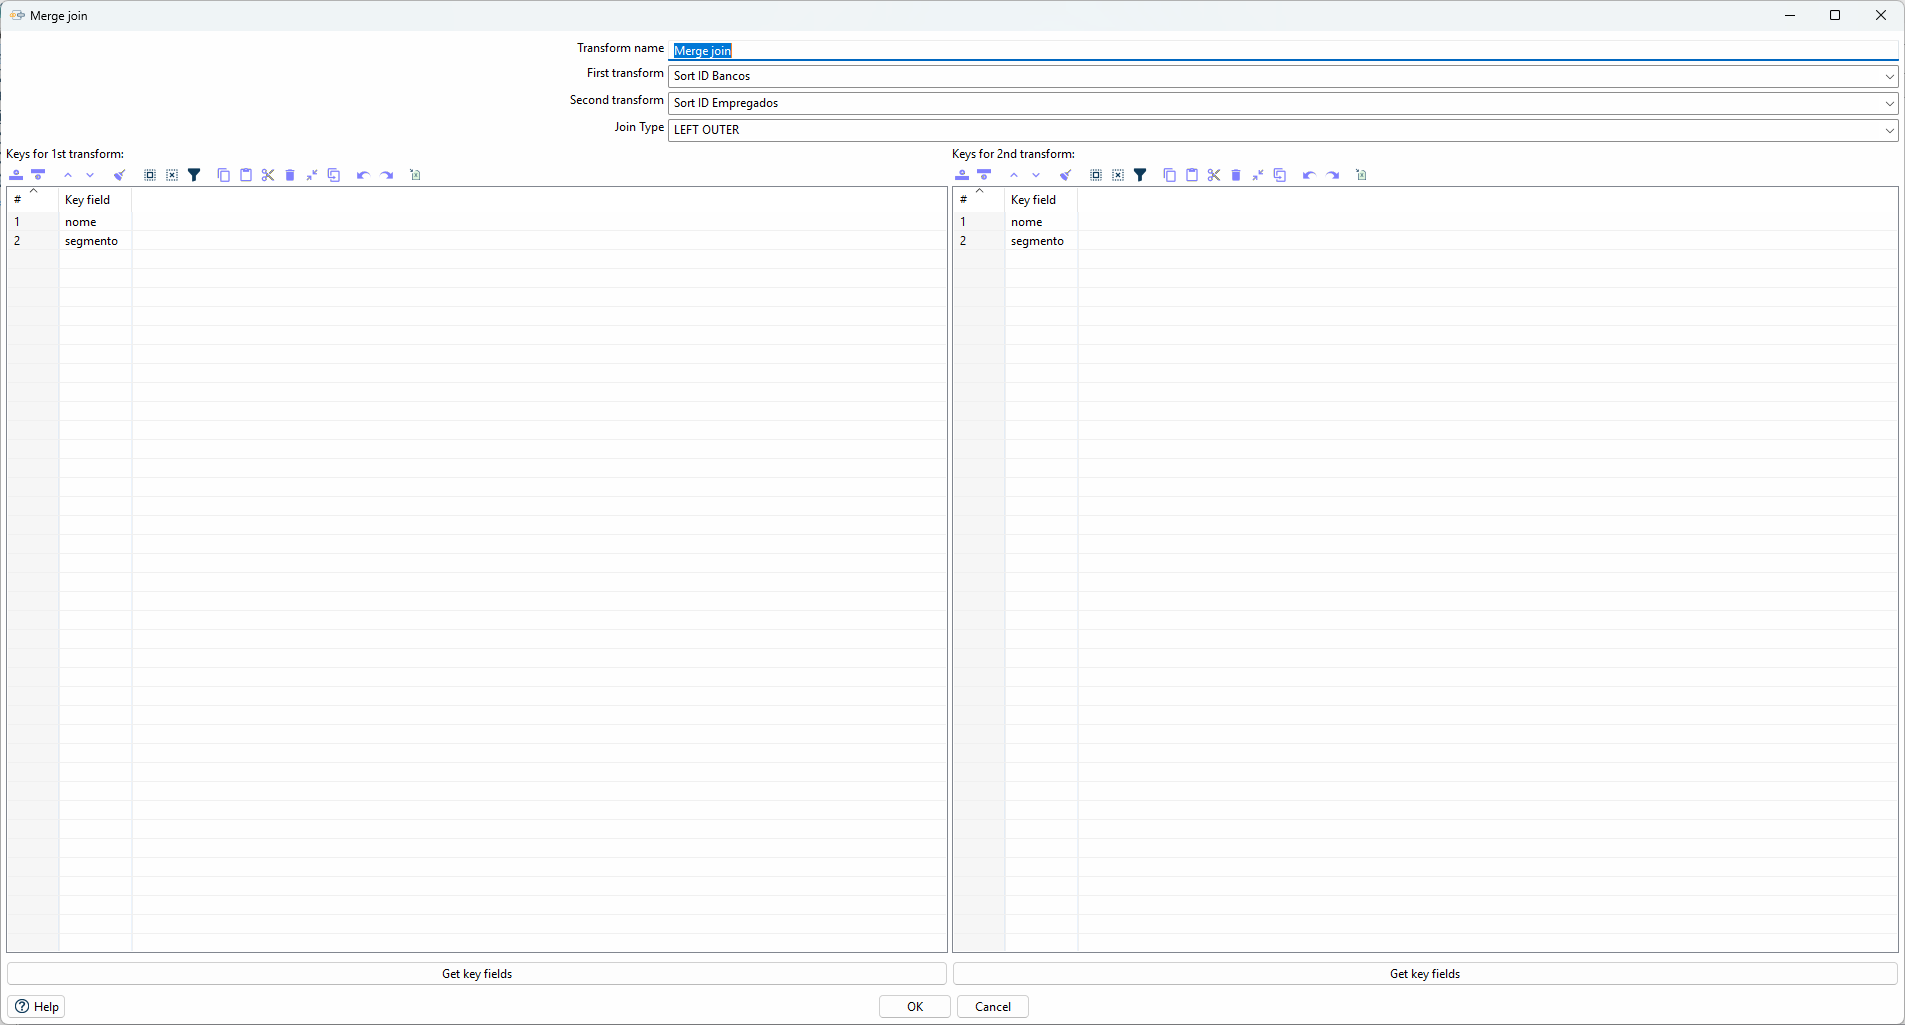 Merge join
Transform name Merge join
First transform Sort ID Bancos
Second transform Sort ID Empregados
Join Type LEFT OUTER
Keys for 1st transform:
# Key field
1 nome
2 segmento
Get key fields
Keys for 2nd transform:
# Key field
1 nome
2 segmento
Get key fields
Help
OK
Cancel